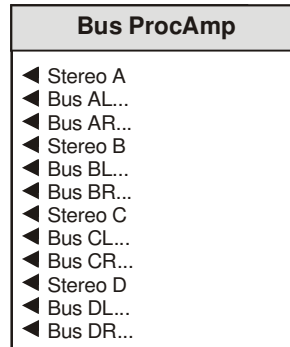 Bus ProcAmp
Stereo A
Bus AL...
Bus AR...
Stereo B
Bus BL...
Bus BR...
Stereo C
Bus CL...
Bus CR...
Stereo D
Bus DL...
Bus DR...